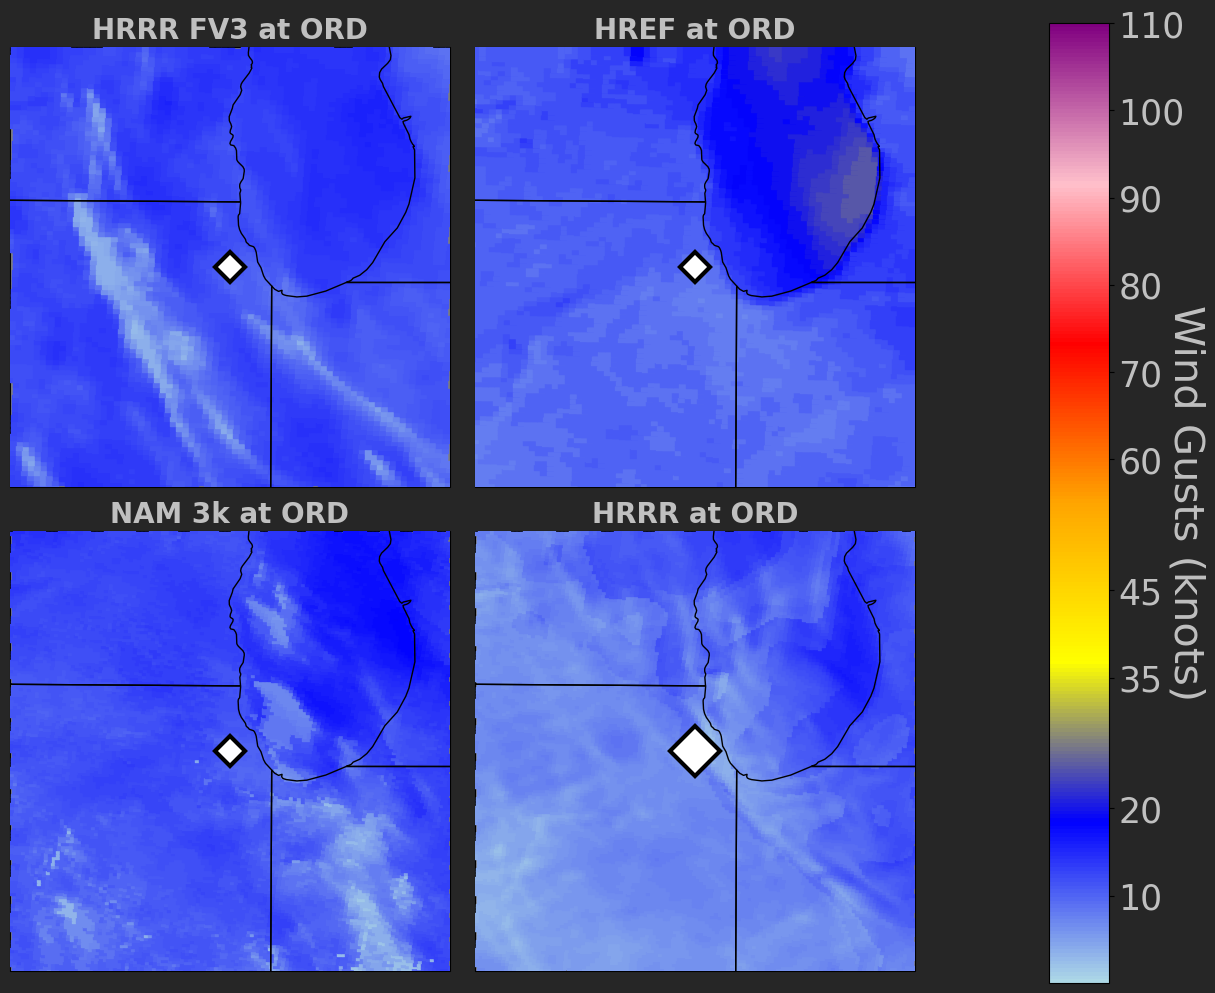 HRRR FV3 at ORD
HREF at ORD
NAM 3k at ORD
HRRR at ORD
110
100
90
80
70
60
45
35
20
10
Wind Gusts (knots)